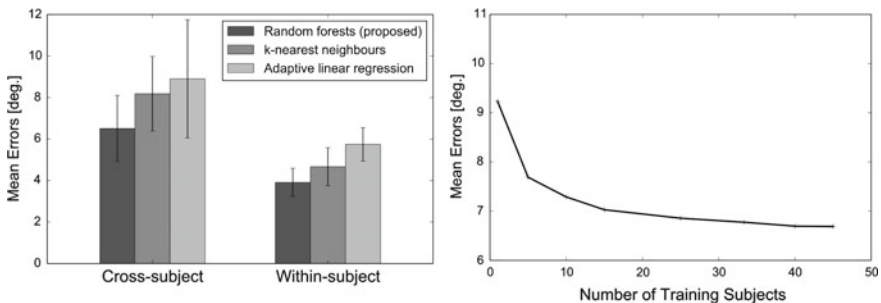 12
10
8
6
4
2
0
Mean Errors [deg.]
Random forests (proposed)
k-nearest neighbours
Adaptive linear regression
Cross-subject
Within-subject
11
10
9
8
7
6
Mean Errors [deg.]
0
10
20
30
40
50
Number of Training Subjects